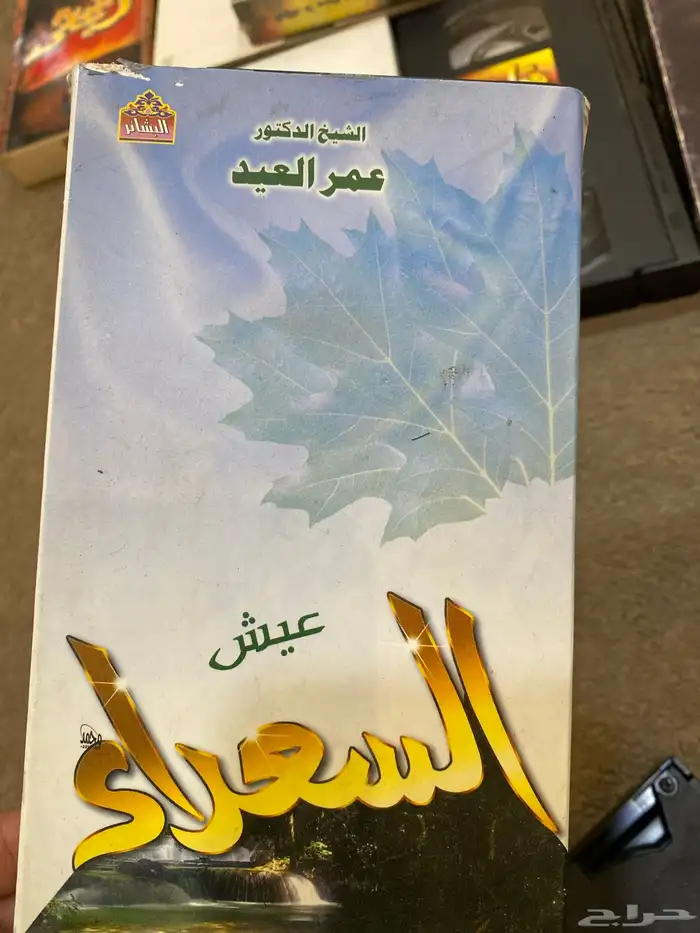 البشائر
الشيخ الدكتور
عمر العيد
عيش
السعداء
حراج